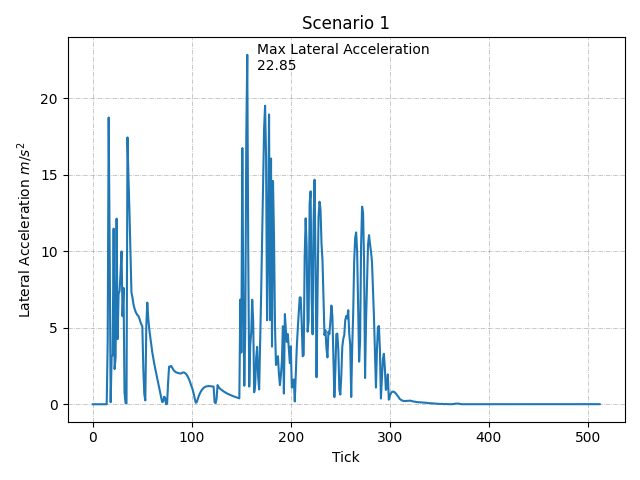 Scenario 1
Max Lateral Acceleration
22.85
Lateral Acceleration m/s²
20
15
10
5
0
0 100 200 300 400 500
Tick